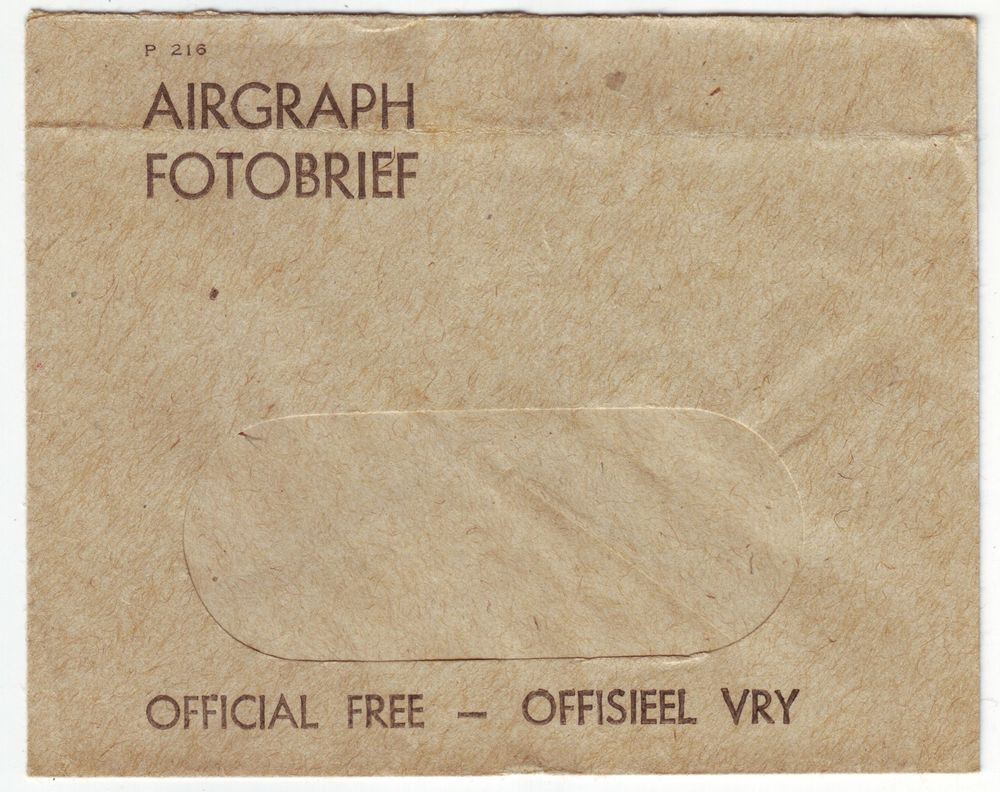 P 216
AIRGRAPH
FOTOBRIEF
OFFICIAL FREE — OFFISIEEL VRY